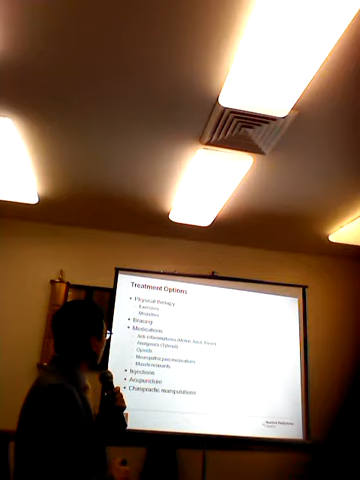 Treatment Options
• Physical therapy
- Exercises
- Modalities
• Bracing
• Medications
- Anti-inflammatories (Motrin, Advil, Aleve)
- Analgesics (Tylenol)
- Opioids
- Neuropathic pain medications
- Muscle relaxants
• Injections
• Acupuncture
• Chiropractic manipulations